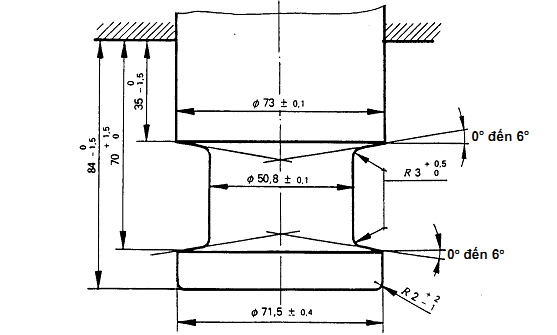 35 0 -1,5
ϕ 73 ± 0,1
0° đến 6°
84 0 -1,5
70 + 1,5 0
ϕ 50,8 ± 0,1
R 3 + 0,5 0
0° đến 6°
R 2 + 2 - 1
ϕ 71,5 ± 0,4